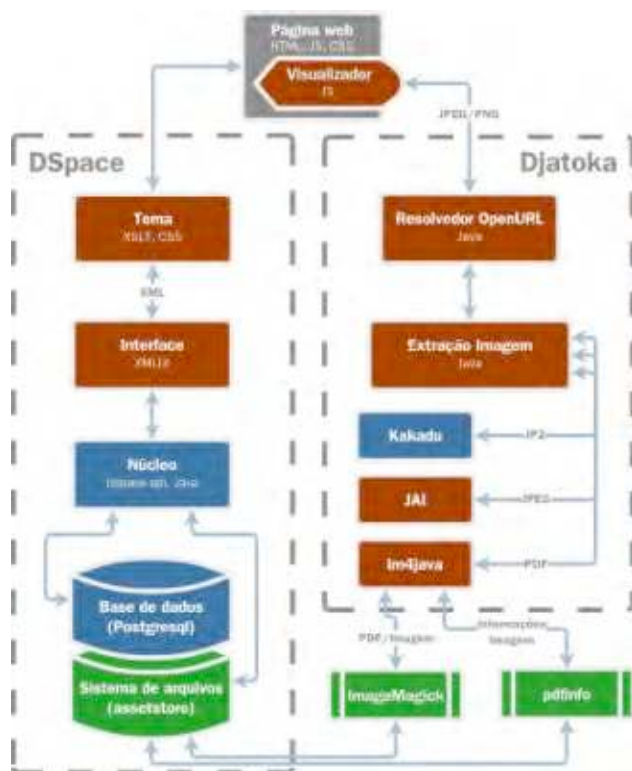 Página web
HTML, JS, CSS
Visualizador
JS
JPEG/PNG
DSpace
Djatoka
Tema
XSLT, CSS
Resolvedor OpenURL
Java
XML
Interface
XMLUI
Extração Imagem
Java
Kakadu
JP2
Núcleo
Java
JAI
JPEG
Im4java
PDF
Base de dados
(Postgresql)
PDF/Imagem
Informações
Imagem
Sistema de arquivos
(assetstore)
ImageMagick
pdfinfo